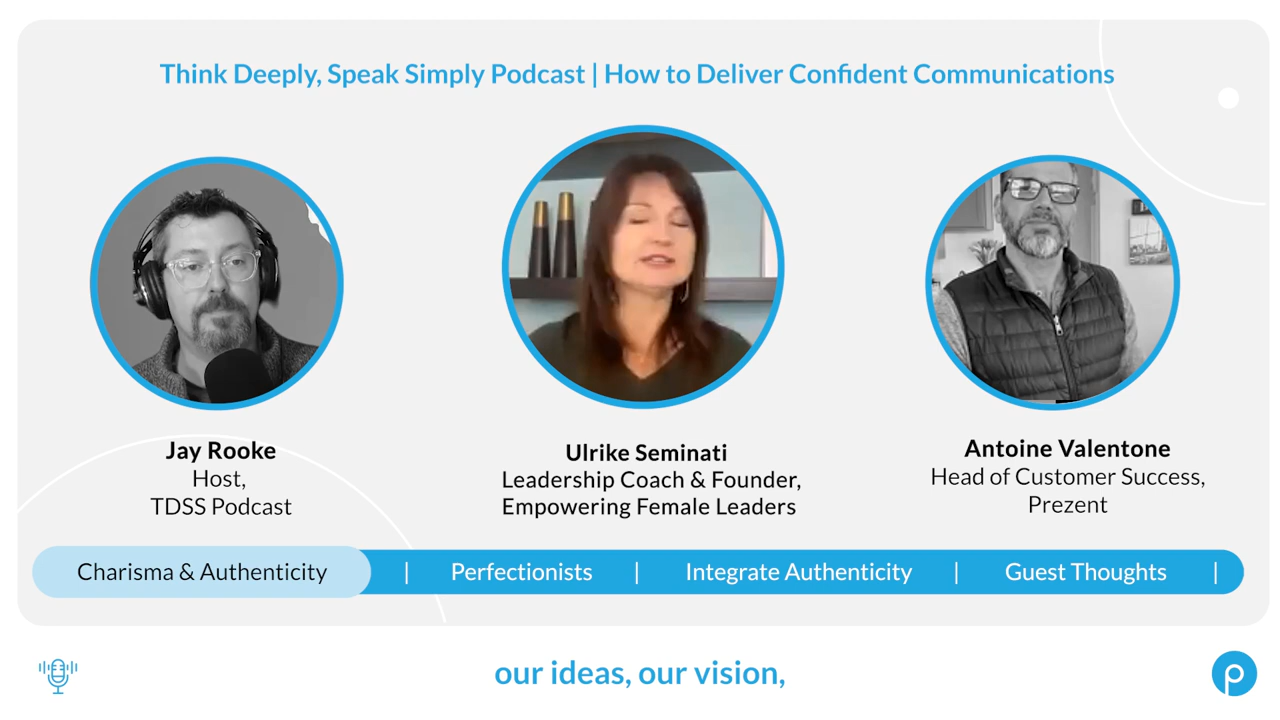 Think Deeply, Speak Simply Podcast | How to Deliver Confident Communications
Jay Rooke
Host,
TDSS Podcast
Ulrike Seminati
Leadership Coach & Founder,
Empowering Female Leaders
Antoine Valentone
Head of Customer Success,
Prezent
Charisma & Authenticity | Perfectionists | Integrate Authenticity | Guest Thoughts |
our ideas, our vision,